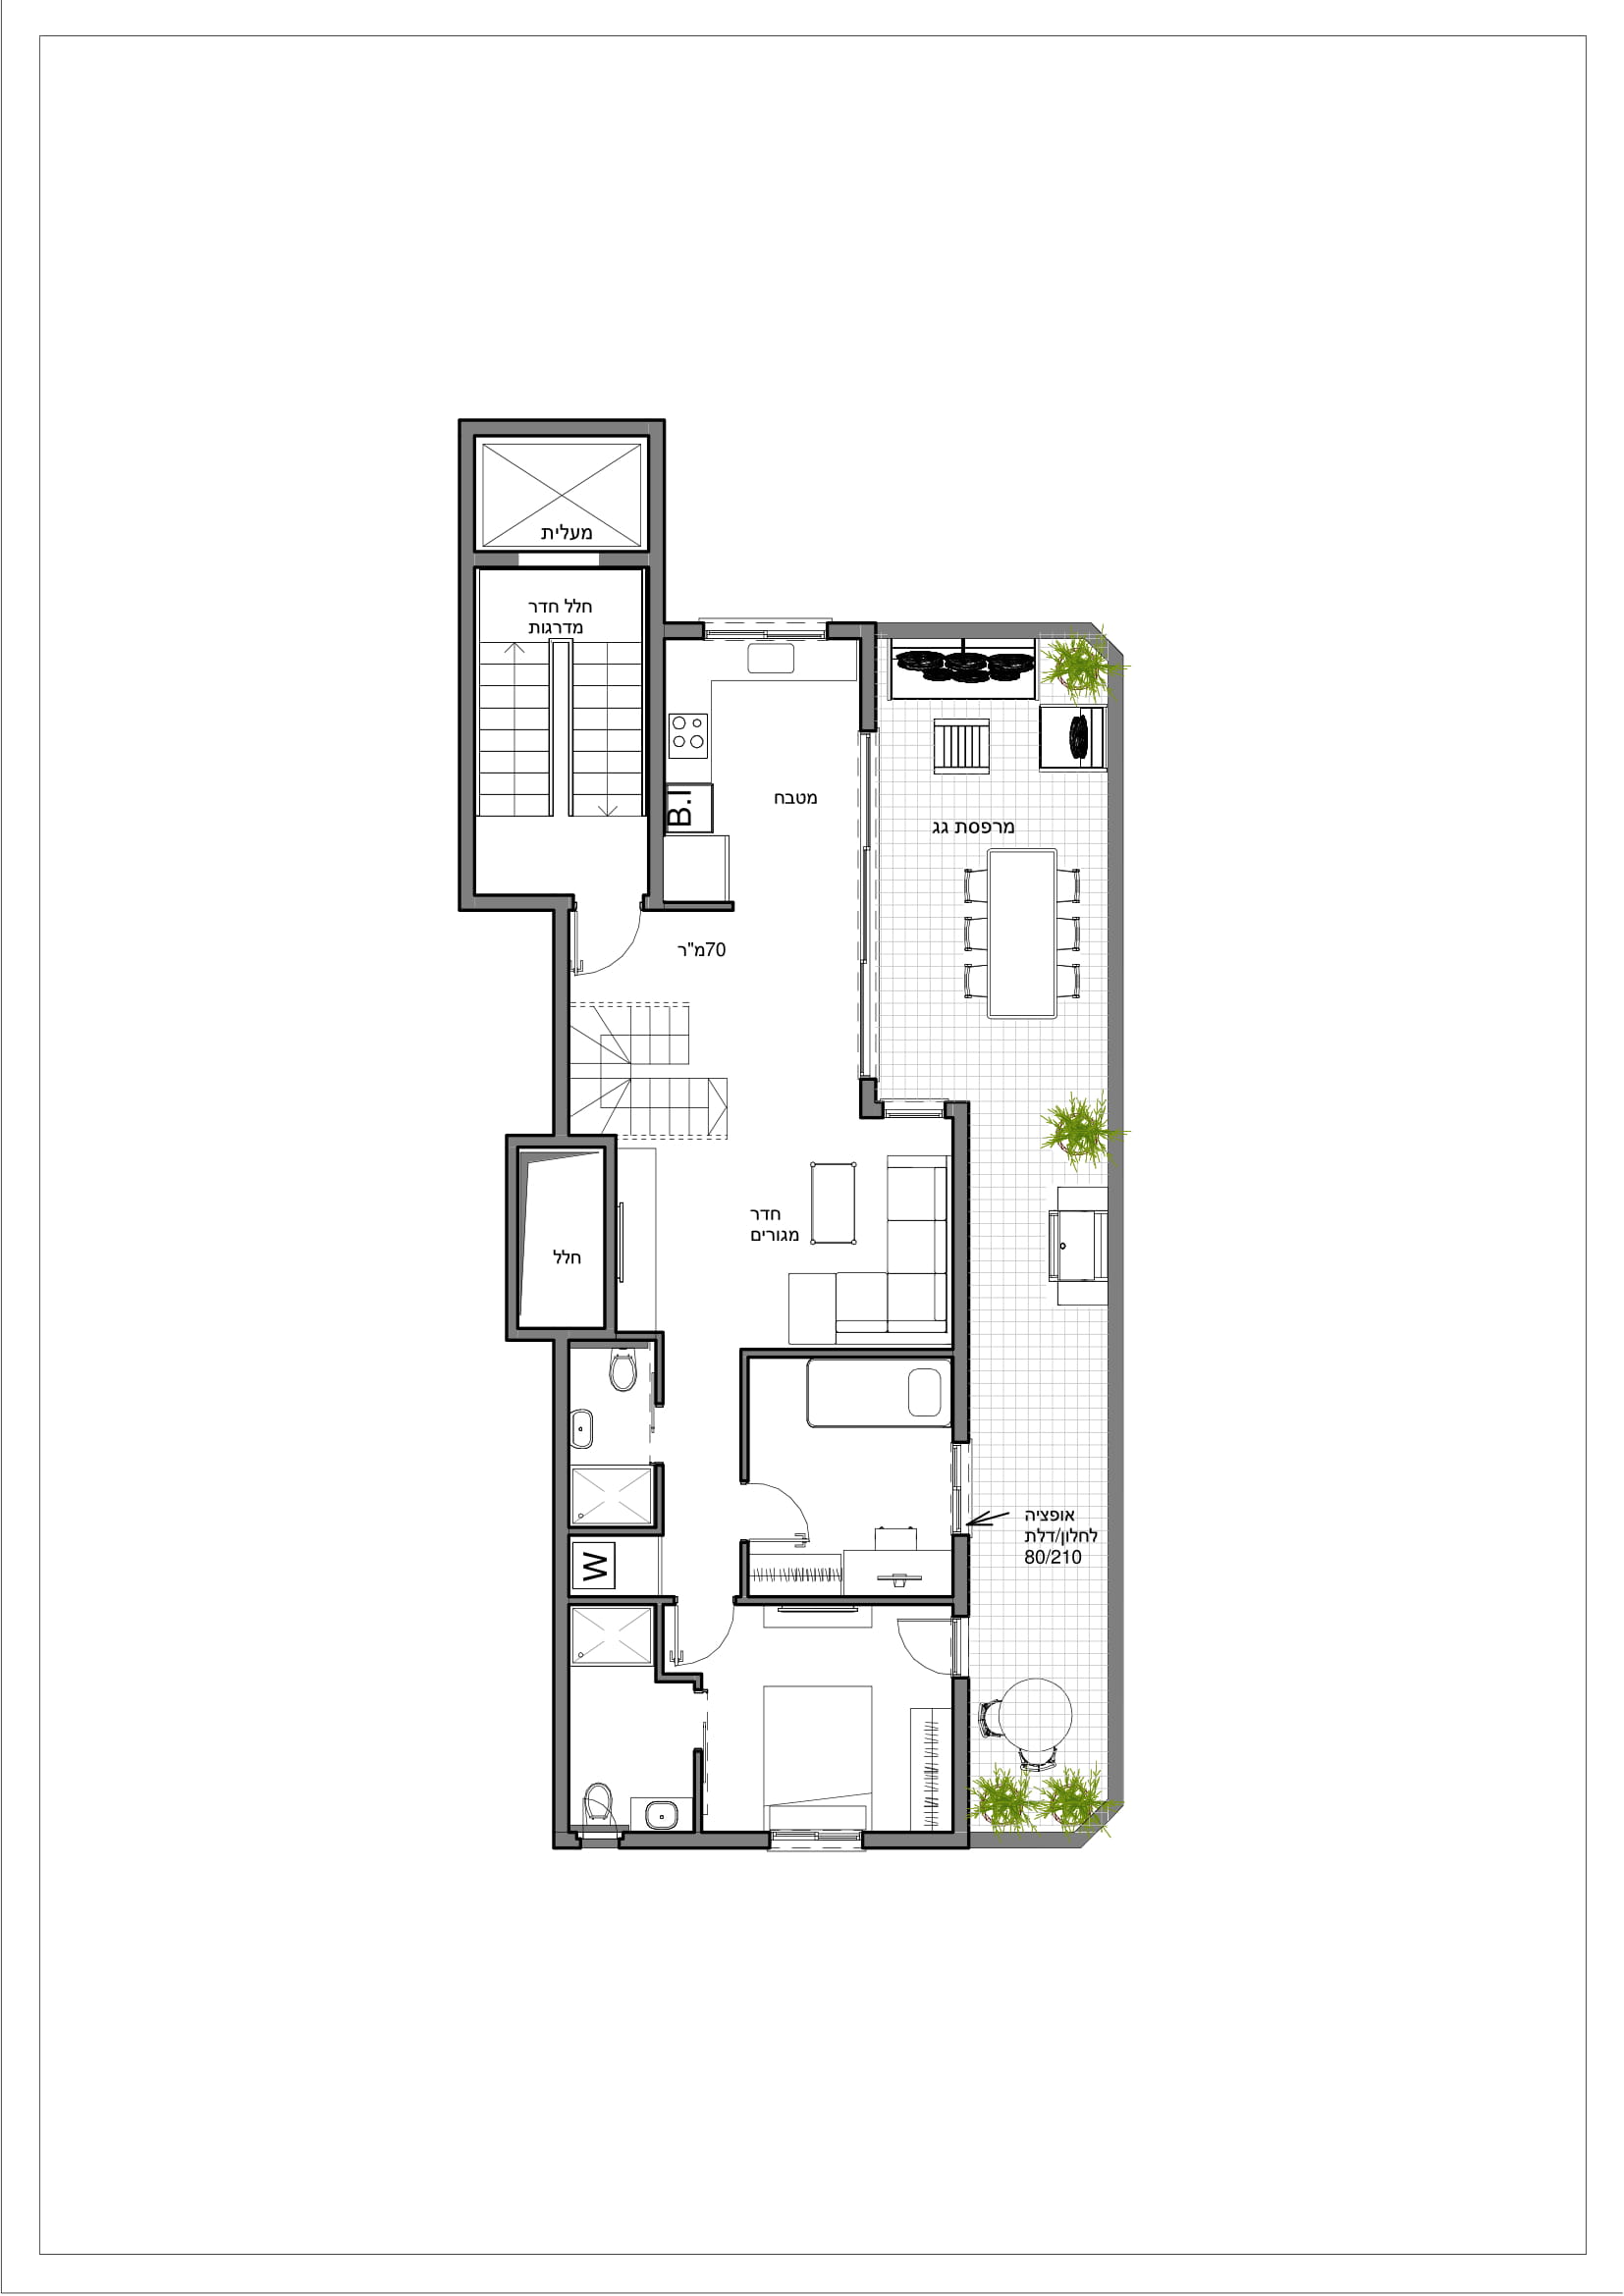 מעלית
חלל חדר
מדרגות
B.I
מטבח
מרפסת גג
70מ"ר
חדר
מגורים
חלל
אופציה
לחלון/דלת
80/210
W